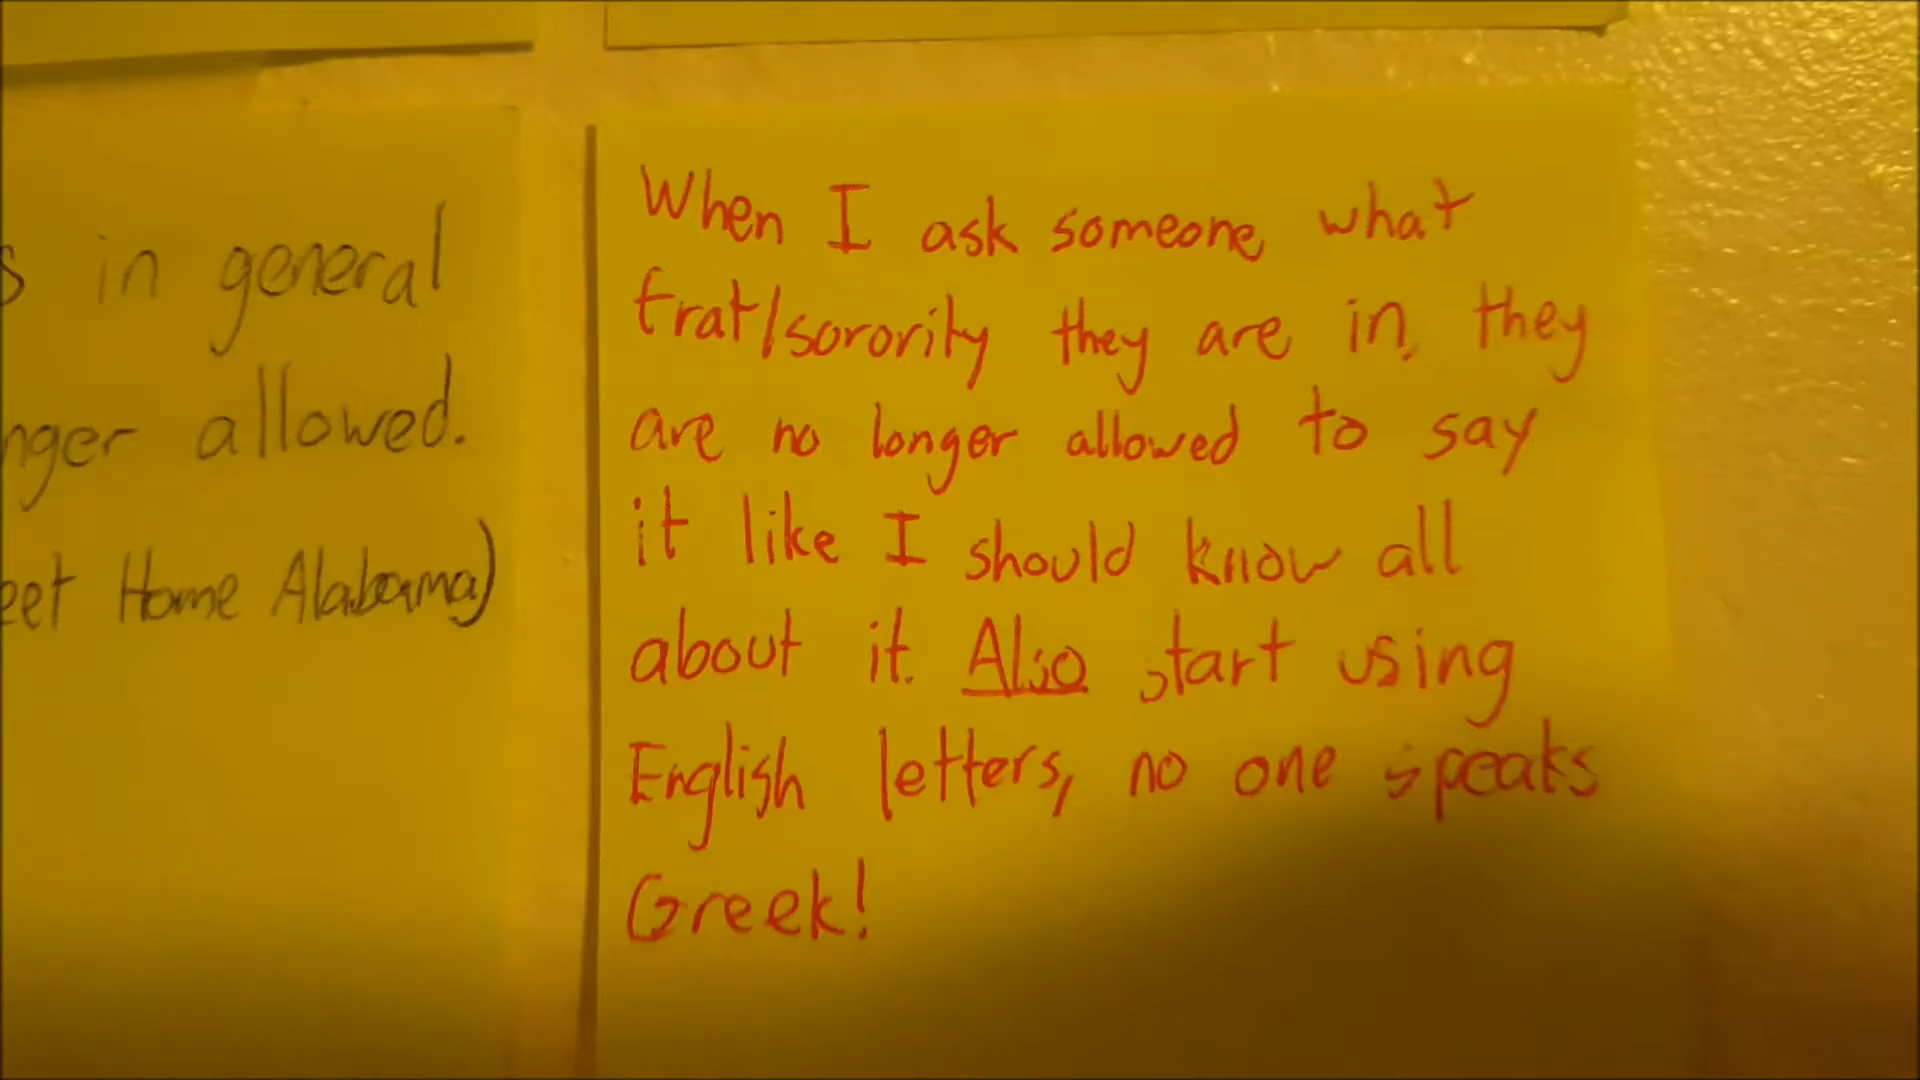 s in general
nger allowed.
eet Home Alabama)
When I ask someone what
frat/sorority they are in, they
are no longer allowed to say
it like I should know all
about it. Also start using
English letters, no one speaks
Greek!